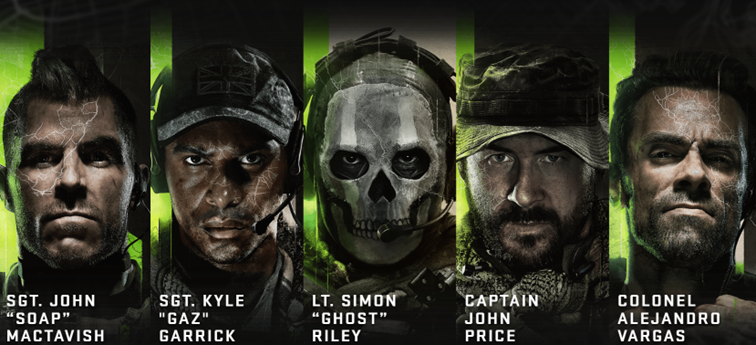 SGT. JOHN
“SOAP”
MACTAVISH
SGT. KYLE
"GAZ"
GARRICK
LT. SIMON
“GHOST”
RILEY
CAPTAIN
JOHN
PRICE
COLONEL
ALEJANDRO
VARGAS